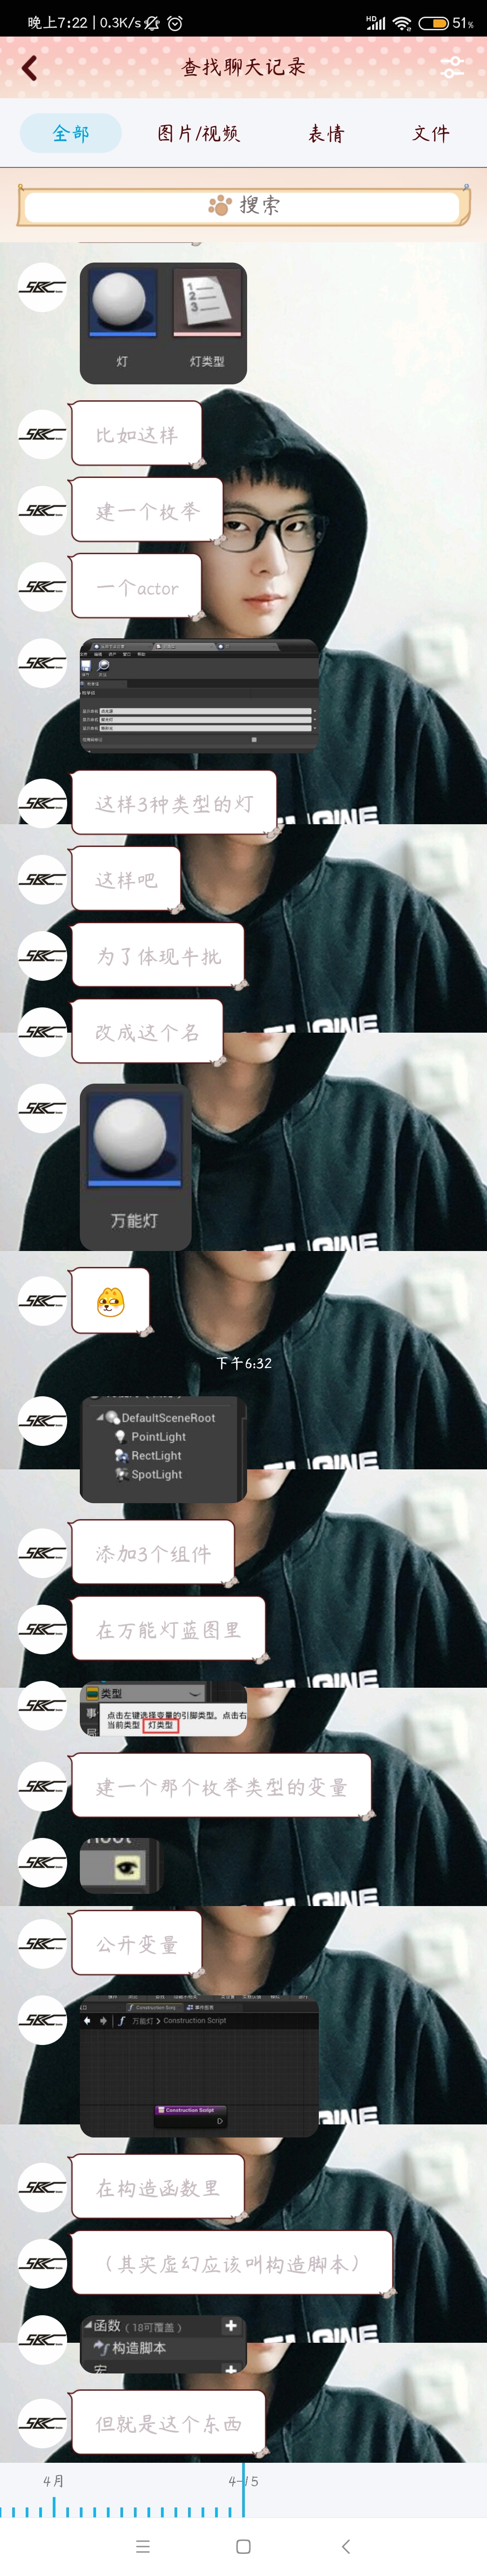 晚上7:22 | 0.3K/s
HD
51%
查找聊天记录
全部
图片/视频
表情
文件
搜索
灯
灯类型
比如这样
建一个枚举
一个actor
这样3种类型的灯
这样吧
为了体现牛批
改成这个名
万能灯
下午6:32
DefaultSceneRoot
PointLight
RectLight
SpotLight
添加3个组件
在万能灯蓝图里
类型
点击左键选择变量的引脚类型。点击右
当前类型 灯类型
建一个那个枚举类型的变量
公开变量
万能灯 > Construction Script
Construction Script
在构造函数里
（其实虚幻应该叫构造脚本）
函数（18可覆盖）
构造脚本
宏
但就是这个东西
4月
4-15